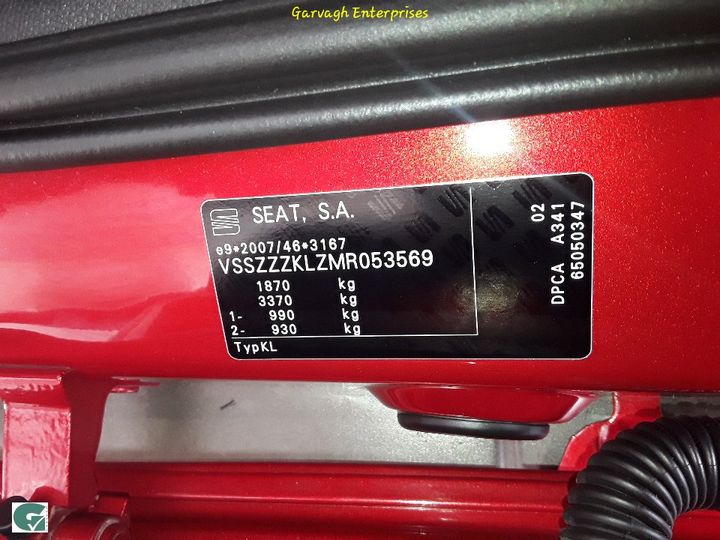 Garvagh Enterprises
SEAT, S.A.
e9*2007/46*3167
VSSZZZKLZMR053569
1870 kg
3370 kg
1- 990 kg
2- 930 kg
TypKL
02
DPCA A341
65050347